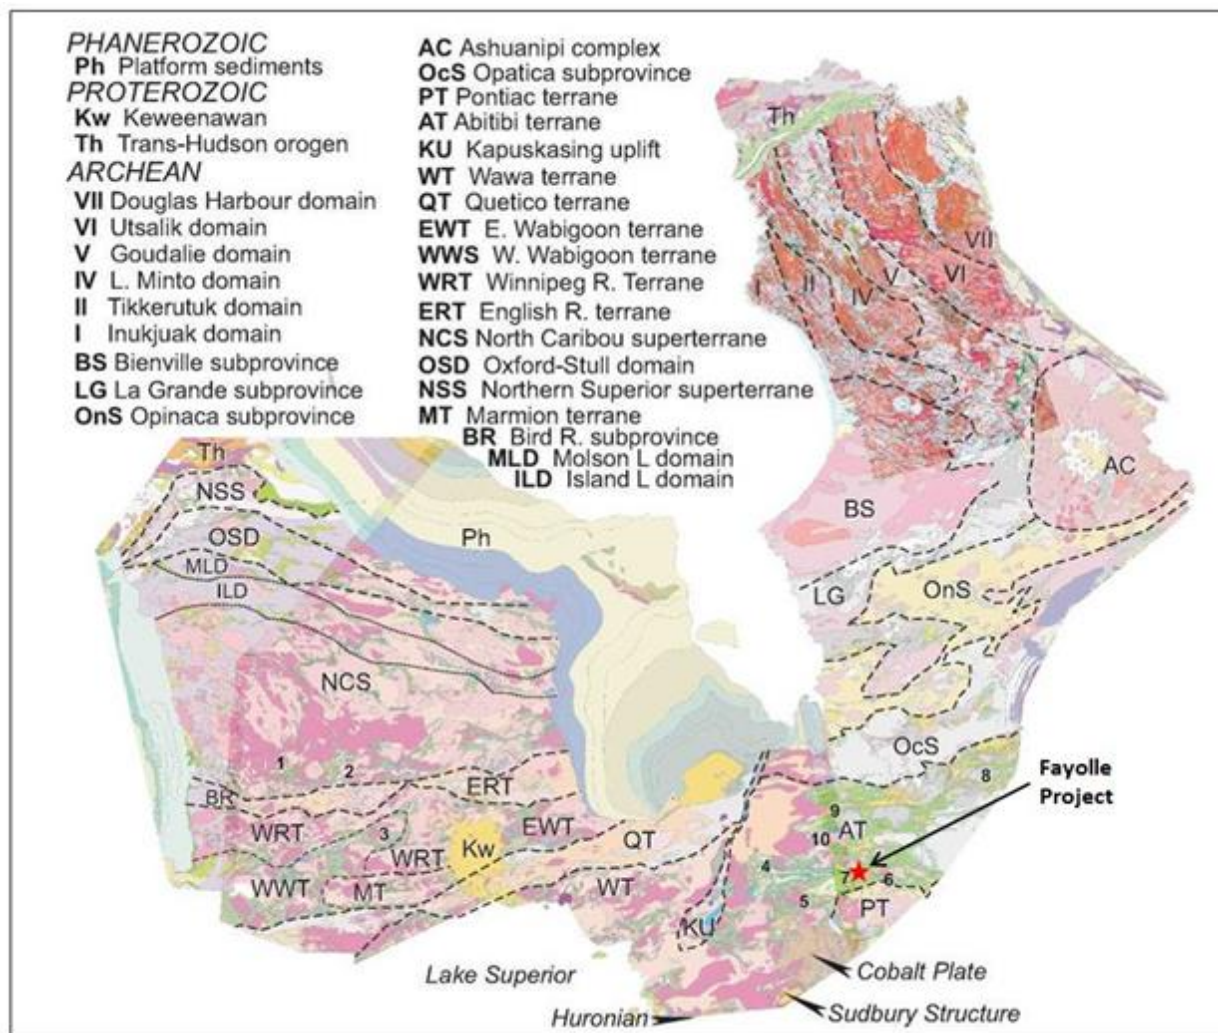 PHANEROZOIC
Ph Platform sediments
PROTEROZOIC
Kw Keweenawan
Th Trans-Hudson orogen
ARCHEAN
VII Douglas Harbour domain
VI Utsalik domain
V Goudalie domain
IV L. Minto domain
II Tikkerutuk domain
I Inukjuak domain
BS Bienville subprovince
LG La Grande subprovince
OnS Opinaca subprovince
AC Ashuanipi complex
OcS Opatica subprovince
PT Pontiac terrane
AT Abitibi terrane
KU Kapuskasing uplift
WT Wawa terrane
QT Quetico terrane
EWT E. Wabigoon terrane
WWS W. Wabigoon terrane
WRT Winnipeg R. Terrane
ERT English R. terrane
NCS North Caribou superterrane
OSD Oxford-Stull domain
NSS Northern Superior superterrane
MT Marmion terrane
BR Bird R. subprovince
MLD Molson L domain
ILD Island L domain
Th
VII
VI
V
IV
II
I
AC
BS
LG
OnS
OcS
Th
NSS
OSD
MLD
ILD
Ph
NCS
1
2
BR
ERT
WRT
3
WRT
Kw
EWT
QT
WWT
MT
WT
KU
8
9
AT
10
4
7
6
5
PT
Fayolle
Project
Lake Superior
Cobalt Plate
Huronian
Sudbury Structure